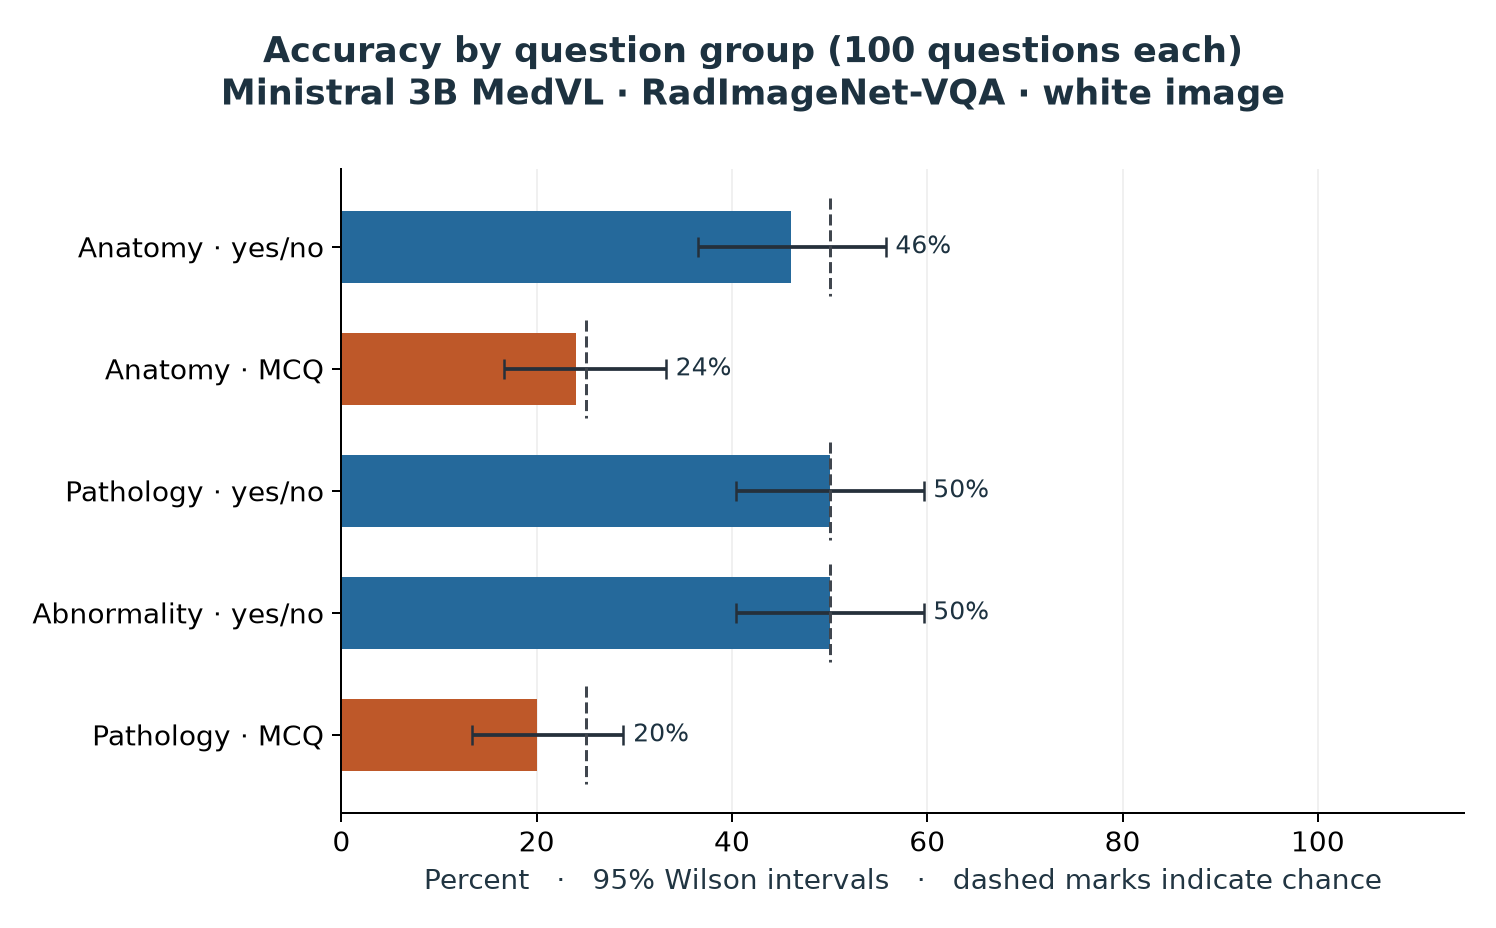 Accuracy by question group (100 questions each)
Ministral 3B MedVL · RadImageNet-VQA · white image
Anatomy · yes/no
46%
Anatomy · MCQ
24%
Pathology · yes/no
50%
Abnormality · yes/no
50%
Pathology · MCQ
20%
0 20 40 60 80 100
Percent · 95% Wilson intervals · dashed marks indicate chance